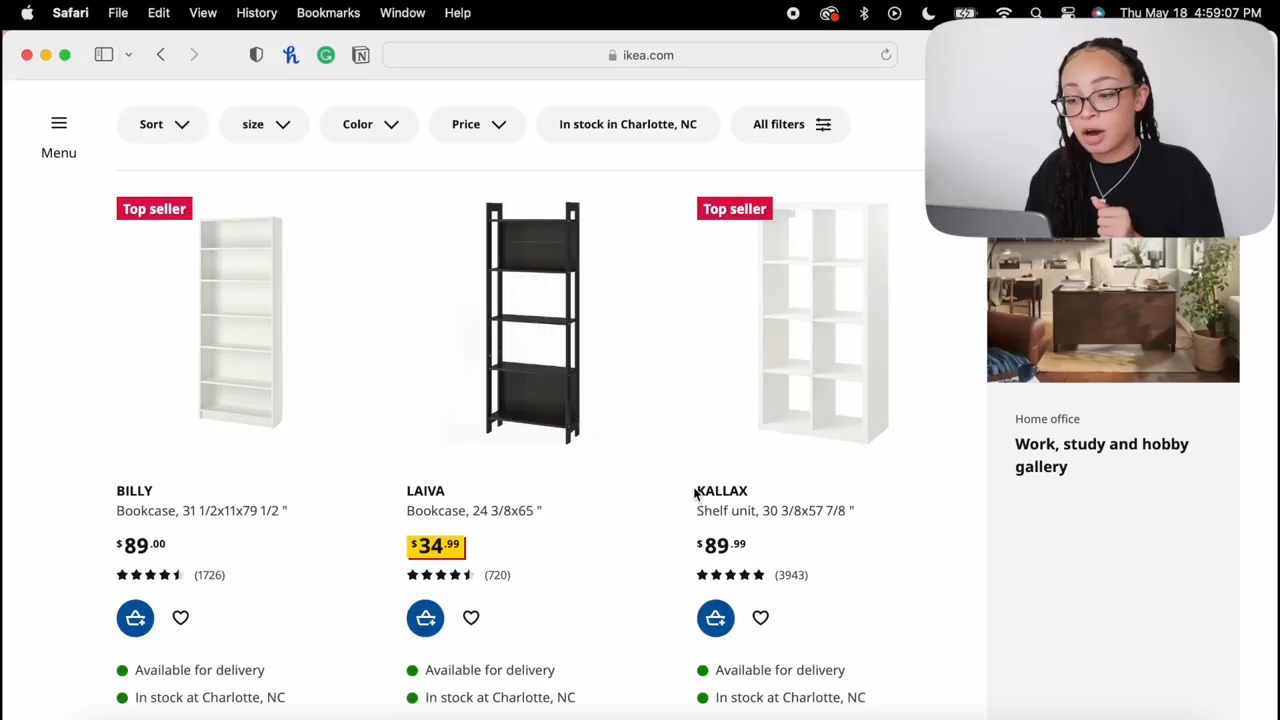 Safari File Edit View History Bookmarks Window Help Thu May 18 4:59:07 PM
ikea.com
Menu
Sort size Color Price In stock in Charlotte, NC All filters
Top seller
BILLY
Bookcase, 31 1/2x11x79 1/2 "
$89.00
(1726)
Available for delivery
In stock at Charlotte, NC
LAIVA
Bookcase, 24 3/8x65 "
$34.99
(720)
Available for delivery
In stock at Charlotte, NC
Top seller
KALLAX
Shelf unit, 30 3/8x57 7/8 "
$89.99
(3943)
Available for delivery
In stock at Charlotte, NC
Home office
Work, study and hobby
gallery